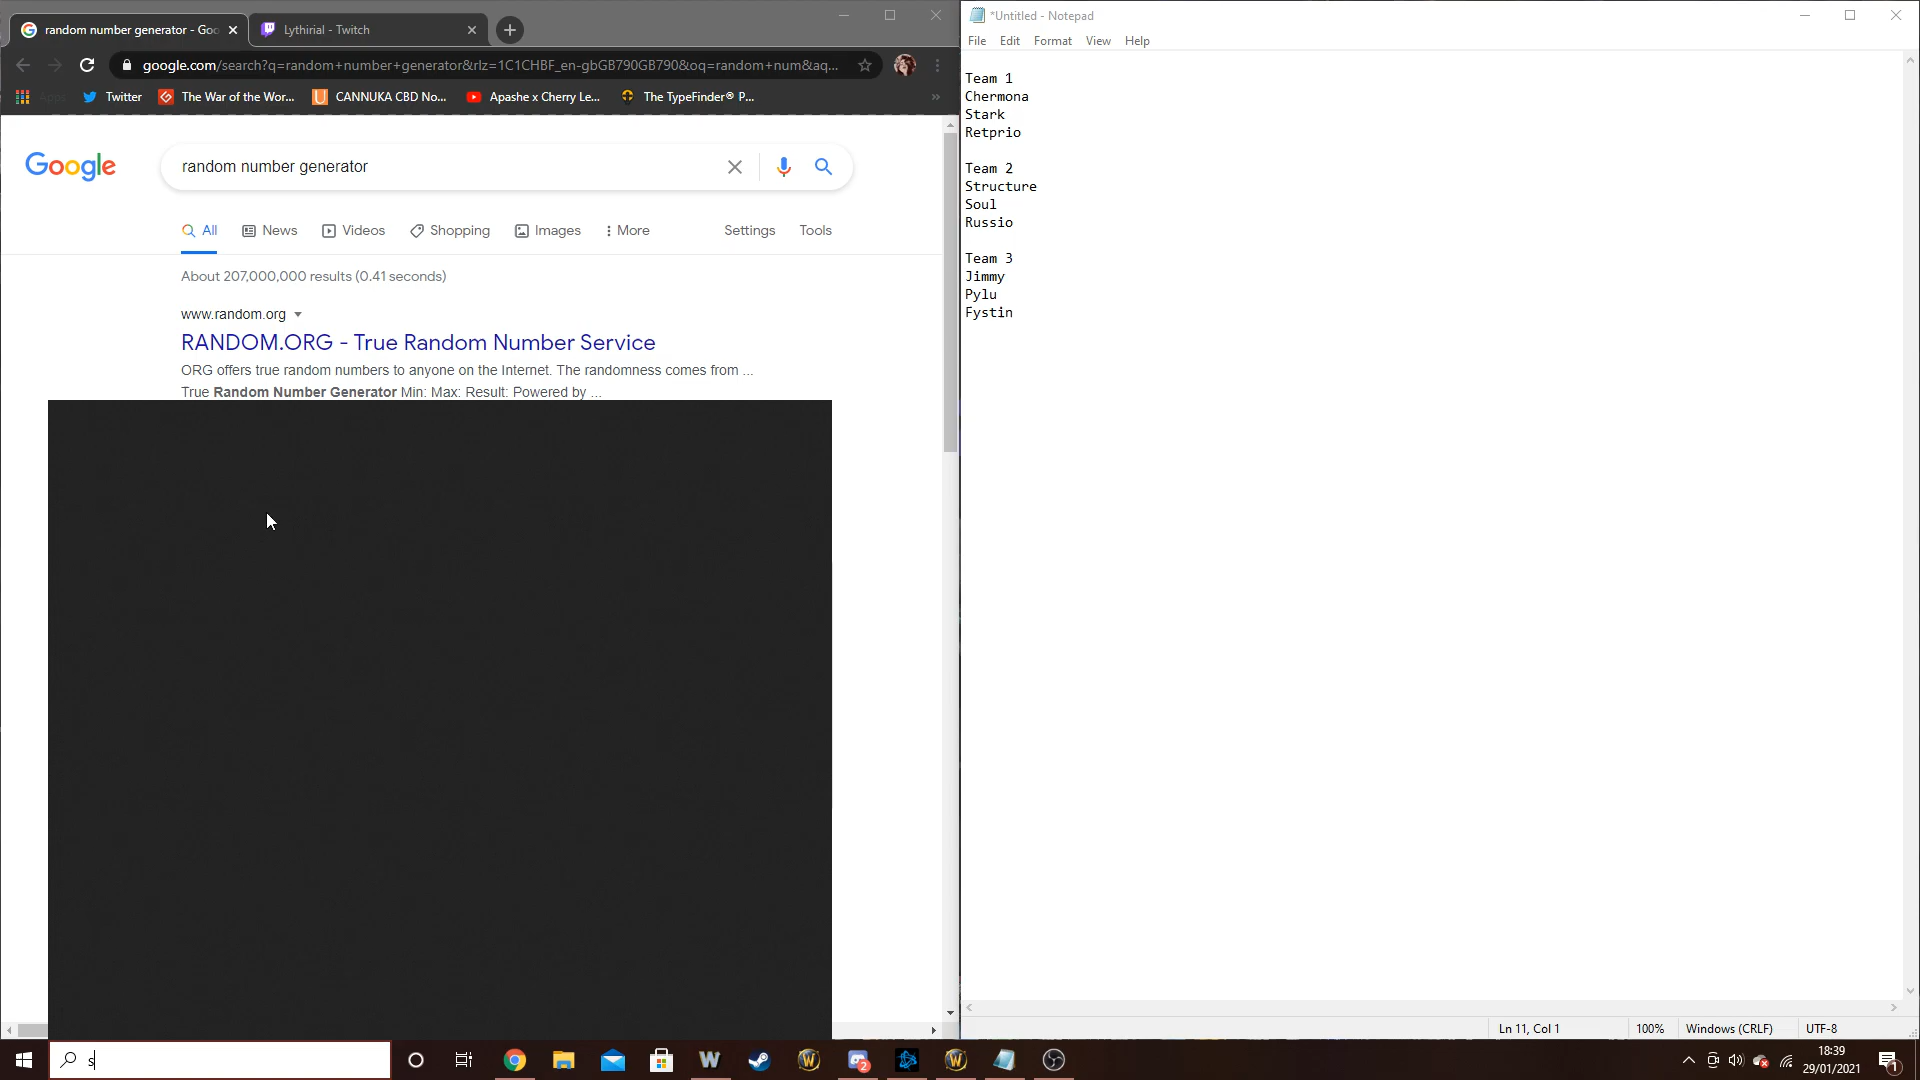 random number generator - Goo
Lythirial - Twitch
google.com/search?q=random+number+generator&rlz=1C1CHBF_en-gbGB790GB790&oq=random+num&aq...
Apps
Twitter
The War of the Wor...
CANNUKA CBD No...
Apashe x Cherry Le...
The TypeFinder® P...
Google
random number generator
All
News
Videos
Shopping
Images
More
Settings
Tools
About 207,000,000 results (0.41 seconds)
www.random.org
RANDOM.ORG - True Random Number Service
ORG offers true random numbers to anyone on the Internet. The randomness comes from ...
True Random Number Generator Min: Max: Result: Powered by ...
*Untitled - Notepad
File Edit Format View Help
Team 1
Chermona
Stark
Retprio
Team 2
Structure
Soul
Russio
Team 3
Jimmy
Pylu
Fystin
Ln 11, Col 1
100%
Windows (CRLF)
UTF-8
s
2
18:39
29/01/2021
1